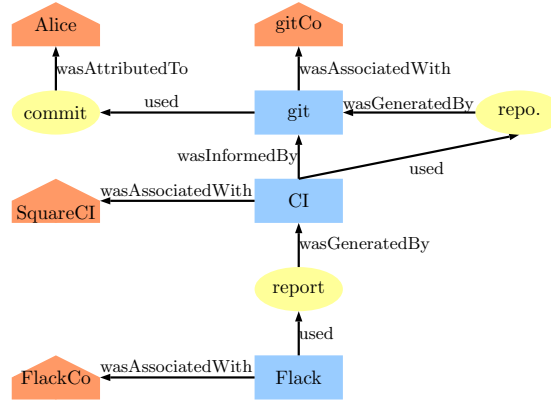 Alice
gitCo
wasAttributedTo
wasAssociatedWith
commit
used
git
wasGeneratedBy
repo.
wasInformedBy
used
wasAssociatedWith
CI
SquareCI
wasGeneratedBy
report
used
wasAssociatedWith
FlackCo
Flack